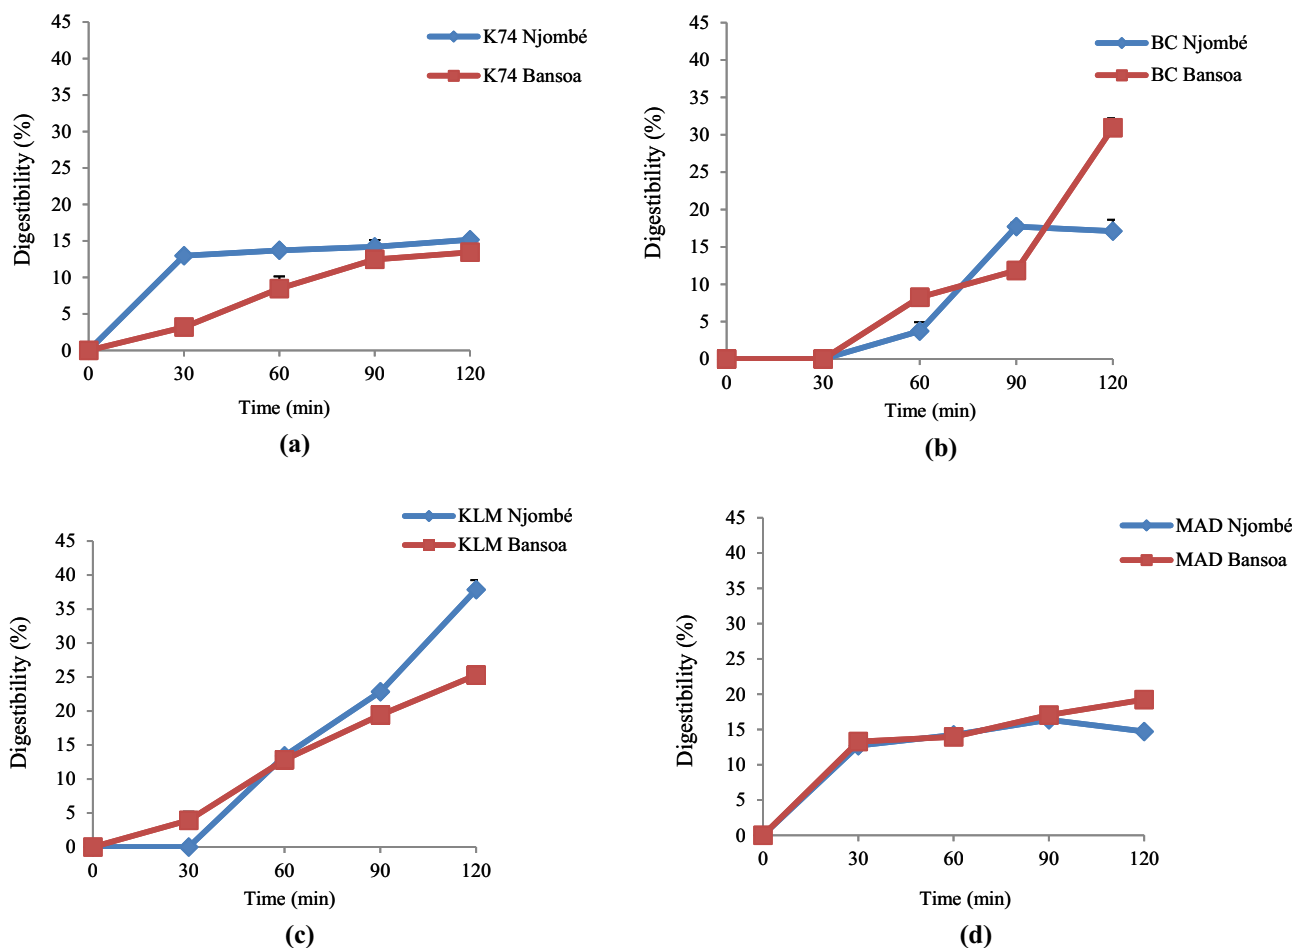 45
40
35
30
25
20
15
10
5
0
Digestibility (%)
K74 Njombé
K74 Bansoa
0 30 60 90 120
Time (min)
(a)
45
40
35
30
25
20
15
10
5
0
Digestibility (%)
BC Njombé
BC Bansoa
0 30 60 90 120
Time (min)
(b)
KLM Njombé
KLM Bansoa
45
40
35
30
25
20
15
10
5
0
Digestibility (%)
0 30 60 90 120
Time (min)
(c)
45
40
35
30
25
20
15
10
5
0
Digestibility (%)
MAD Njombé
MAD Bansoa
0 30 60 90 120
Time (min)
(d)